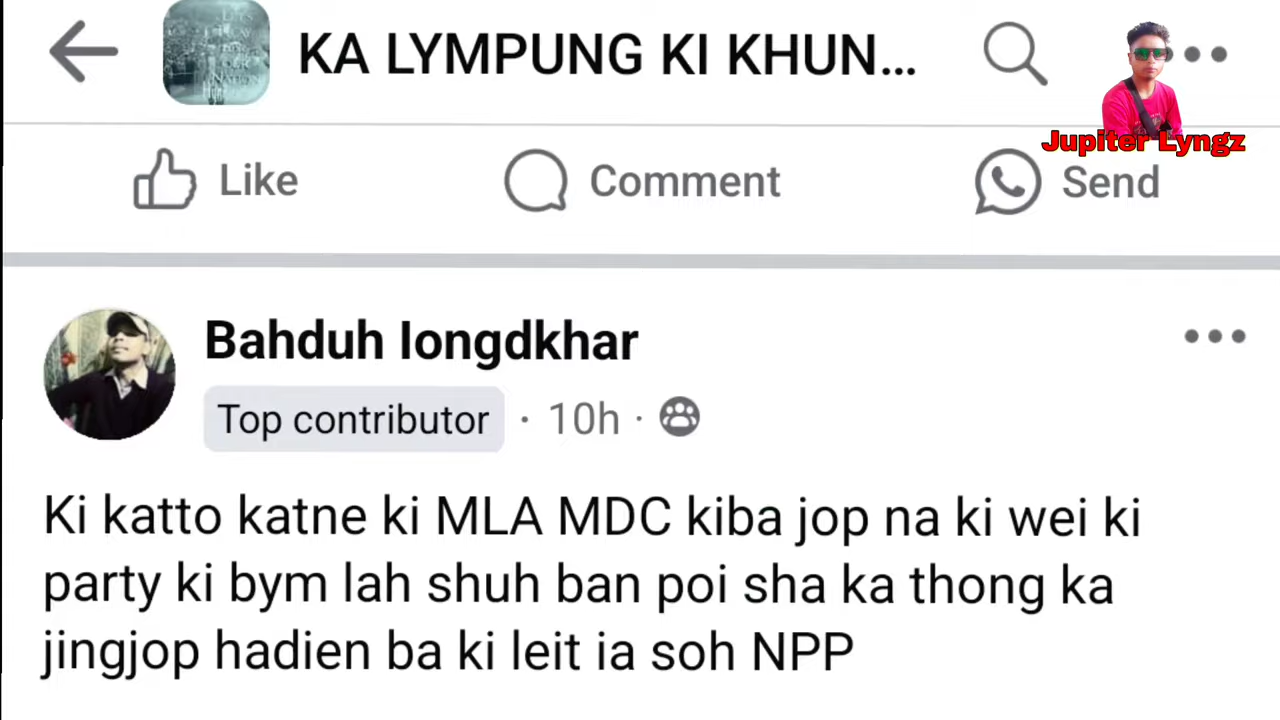 KA LYMPUNG KI KHUN...
Jupiter Lyngz
Like
Comment
Send
Bahduh Iongdkhar
Top contributor · 10h ·
Ki katto katne ki MLA MDC kiba jop na ki wei ki
party ki bym lah shuh ban poi sha ka thong ka
jingjop hadien ba ki leit ia soh NPP